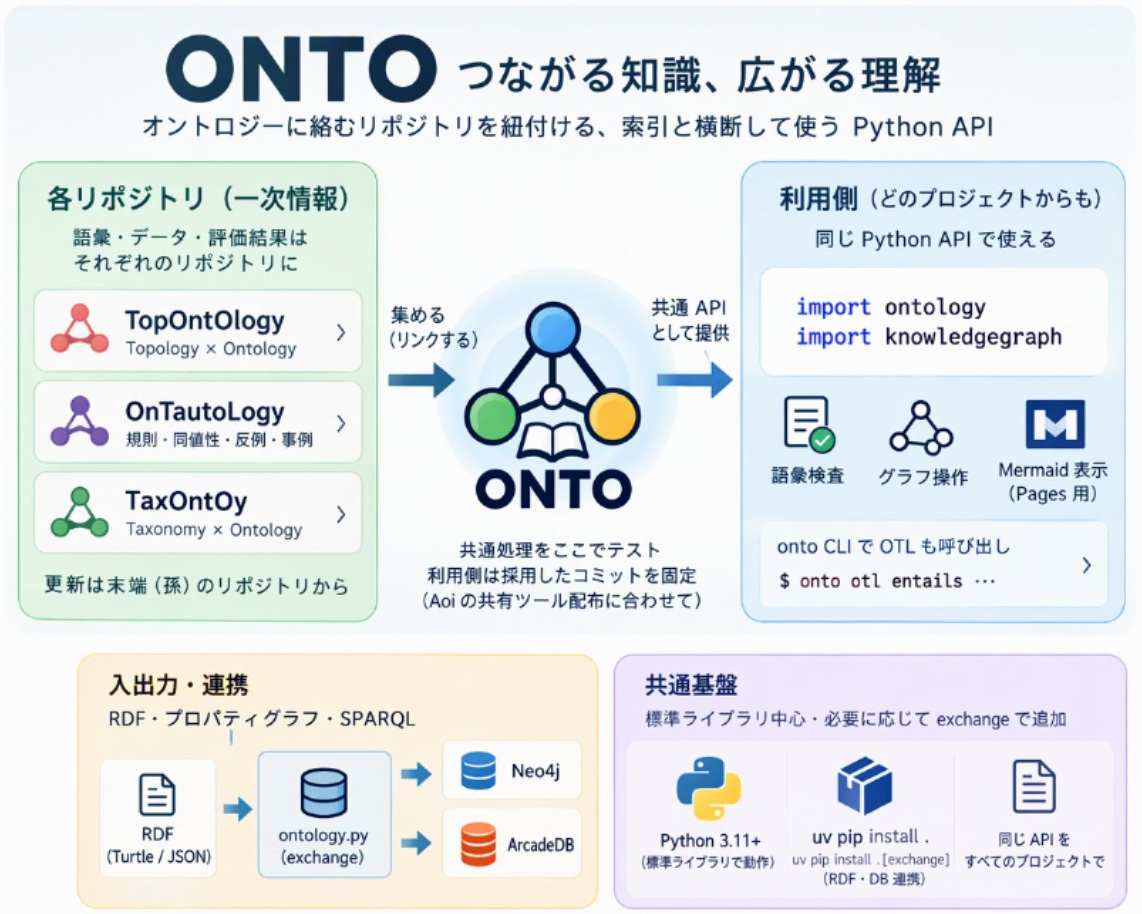 ONTO つながる知識、広がる理解
オントロジーに絡むリポジトリを紐付ける、索引と横断して使う Python API
各リポジトリ（一次情報）
語彙・データ・評価結果は
それぞれのリポジトリに
TopOntOlogy
Topology × Ontology
OnTautoLogy
規則・同値性・反例・事例
TaxOntOy
Taxonomy × Ontology
更新は末端 (孫) のリポジトリから
集める
(リンクする)
ONTO
共通処理をここでテスト
利用側は採用したコミットを固定
(Aoi の共有ツール配布に合わせて)
共通 API
として提供
利用側（どのプロジェクトからも）
同じ Python API で使える
import ontology
import knowledgegraph
語彙検査
グラフ操作
Mermaid 表示
（Pages 用）
onto CLI で OTL も呼び出し
$ onto otl entails ···
入出力・連携
RDF・プロパティグラフ・SPARQL
RDF
(Turtle / JSON)
ontology.py
(exchange)
Neo4j
ArcadeDB
共通基盤
標準ライブラリ中心・必要に応じて exchange で追加
Python 3.11+
(標準ライブラリで動作)
uv pip install .
uv pip install .[exchange]
(RDF・DB 連携)
同じ API を
すべてのプロジェクトで